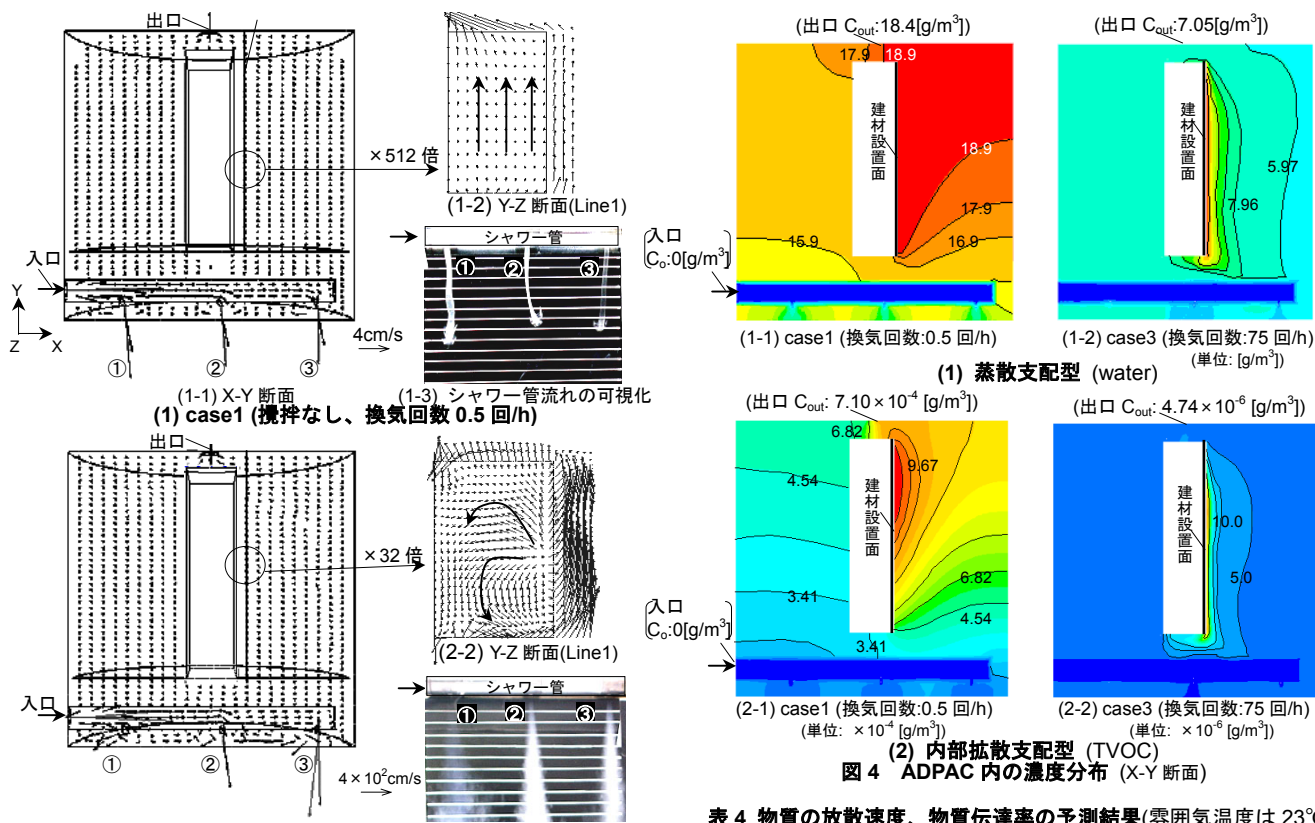 出口
×512 倍
(1-2) Y-Z 断面(Line1)
シャワー管
① ② ③
入口
Y
Z X
4cm/s
① ② ③
(1-1) X-Y 断面
(1-3) シャワー管流れの可視化
(1) case1 (攪拌なし、換気回数 0.5 回/h)
出口
×32 倍
(2-2) Y-Z 断面(Line1)
シャワー管
① ② ③
入口
① ② ③
4×10²cm/s
(出口 Cout:18.4[g/m³])
17.9 18.9
建材設置面
18.9
17.9
16.9
15.9
入口
C₀:0[g/m³]
(1-1) case1 (換気回数:0.5 回/h)
(出口 Cout:7.05[g/m³])
建材設置面
5.97
7.96
(1-2) case3 (換気回数:75 回/h)
(単位: [g/m³])
(1) 蒸散支配型 (water)
(出口 Cout: 7.10×10⁻⁴ [g/m³])
6.82
9.67
4.54
建材設置面
3.41
6.82
4.54
3.41
入口
C₀:0[g/m³]
(2-1) case1 (換気回数:0.5 回/h)
(単位: ×10⁻⁴ [g/m³])
(出口 Cout: 4.74×10⁻⁶ [g/m³])
建材設置面
10.0
5.0
(2-2) case3 (換気回数:75 回/h)
(単位: ×10⁻⁶ [g/m³])
(2) 内部拡散支配型 (TVOC)
図 4 ADPAC 内の濃度分布 (X-Y 断面)
表 4 物質の放散速度、物質伝達率の予測結果(雰囲気温度は 23℃